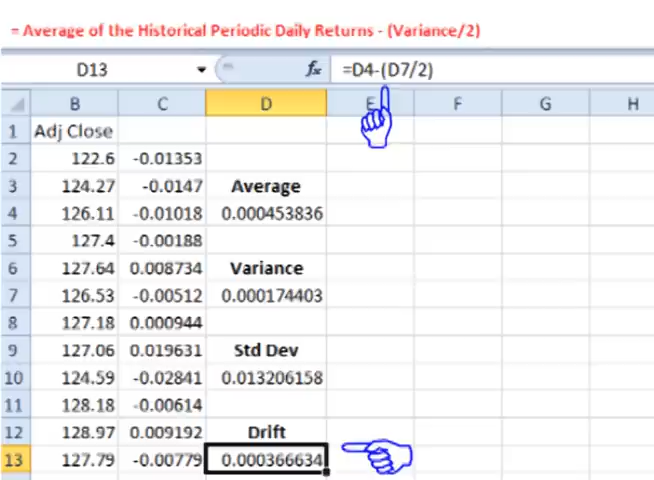 = Average of the Historical Periodic Daily Returns - (Variance/2)
D13 fx =D4-(D7/2)
B C D E F G H
1 Adj Close
2 122.6 -0.01353
3 124.27 -0.0147 Average
4 126.11 -0.01018 0.000453836
5 127.4 -0.00188
6 127.64 0.008734 Variance
7 126.53 -0.00512 0.000174403
8 127.18 0.000944
9 127.06 0.019631 Std Dev
10 124.59 -0.02841 0.013206158
11 128.18 -0.00614
12 128.97 0.009192 Drift
13 127.79 -0.00779 0.000366634